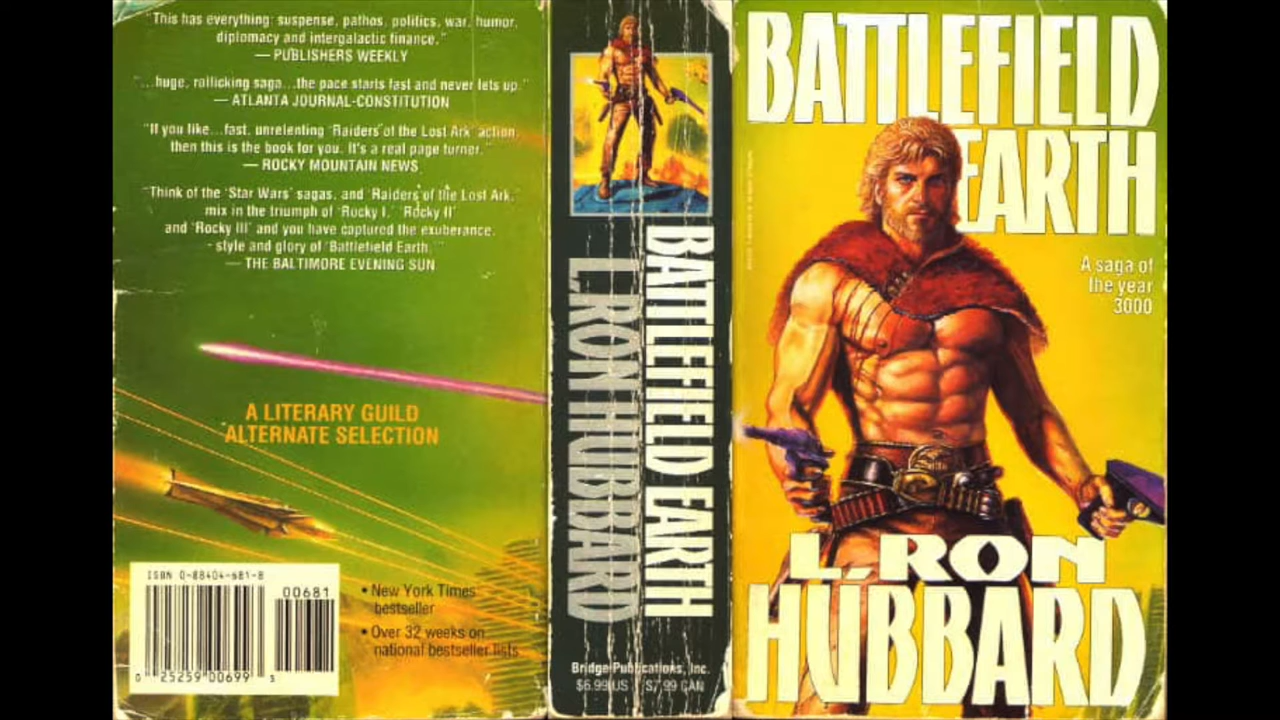 "This has everything: suspense, pathos, politics, war, humor,
diplomacy and intergalactic finance."
— PUBLISHERS WEEKLY
"...huge, rollicking saga...the pace starts fast and never lets up."
— ATLANTA JOURNAL-CONSTITUTION
"If you like...fast, unrelenting 'Raiders of the Lost Ark' action,
then this is the book for you. It's a real page turner."
— ROCKY MOUNTAIN NEWS
"Think of the 'Star Wars' sagas, and 'Raiders of the Lost Ark,'
mix in the triumph of 'Rocky I,' 'Rocky II'
and 'Rocky III' and you have captured the exuberance,
style and glory of 'Battlefield Earth.'"
— THE BALTIMORE EVENING SUN
A LITERARY GUILD
ALTERNATE SELECTION
ISBN 0-88404-681-8
00681
0 25259 00699 3
• New York Times
bestseller
• Over 32 weeks on
national bestseller lists
BATTLEFIELD EARTH
L. RON HUBBARD
Bridge Publications, Inc.
$6.99 US $7.99 CAN
BATTLEFIELD
EARTH
A saga of
the year
3000
L. RON
HUBBARD